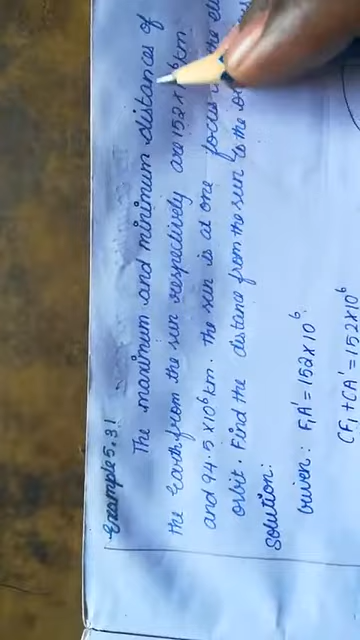 Example 5.31
The maximum and minimum distances of
the Earth from the sun respectively are 152 x 10⁶ km
and 94.5 x 10⁶ km. the sun is at one focus
orbit. Find the distance from the sun to the
Solution:
Given: F₁A' = 152 x 10⁶
CF₁ + CA' = 152 x 10⁶